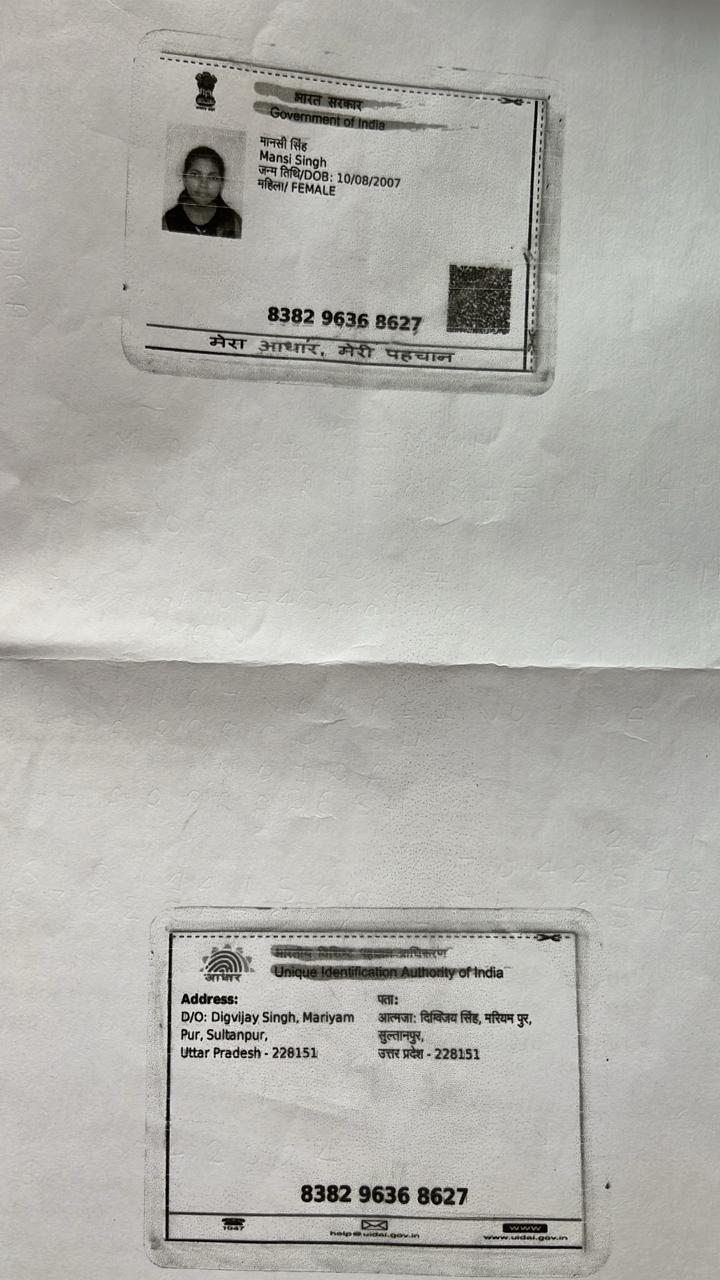 भारत सरकार
Government of India
मानसी सिंह
Mansi Singh
जन्म तिथि/DOB: 10/08/2007
महिला/ FEMALE
8382 9636 8627
मेरा आधार, मेरी पहचान
आधार
भारतीय विशिष्ट पहचान प्राधिकरण
Unique Identification Authority of India
Address:
D/O: Digvijay Singh, Mariyam
Pur, Sultanpur,
Uttar Pradesh - 228151
पता:
आत्मजा: दिग्विजय सिंह, मरियम पुर,
सुल्तानपुर,
उत्तर प्रदेश - 228151
8382 9636 8627
1947
help@uidai.gov.in
www
www.uidai.gov.in